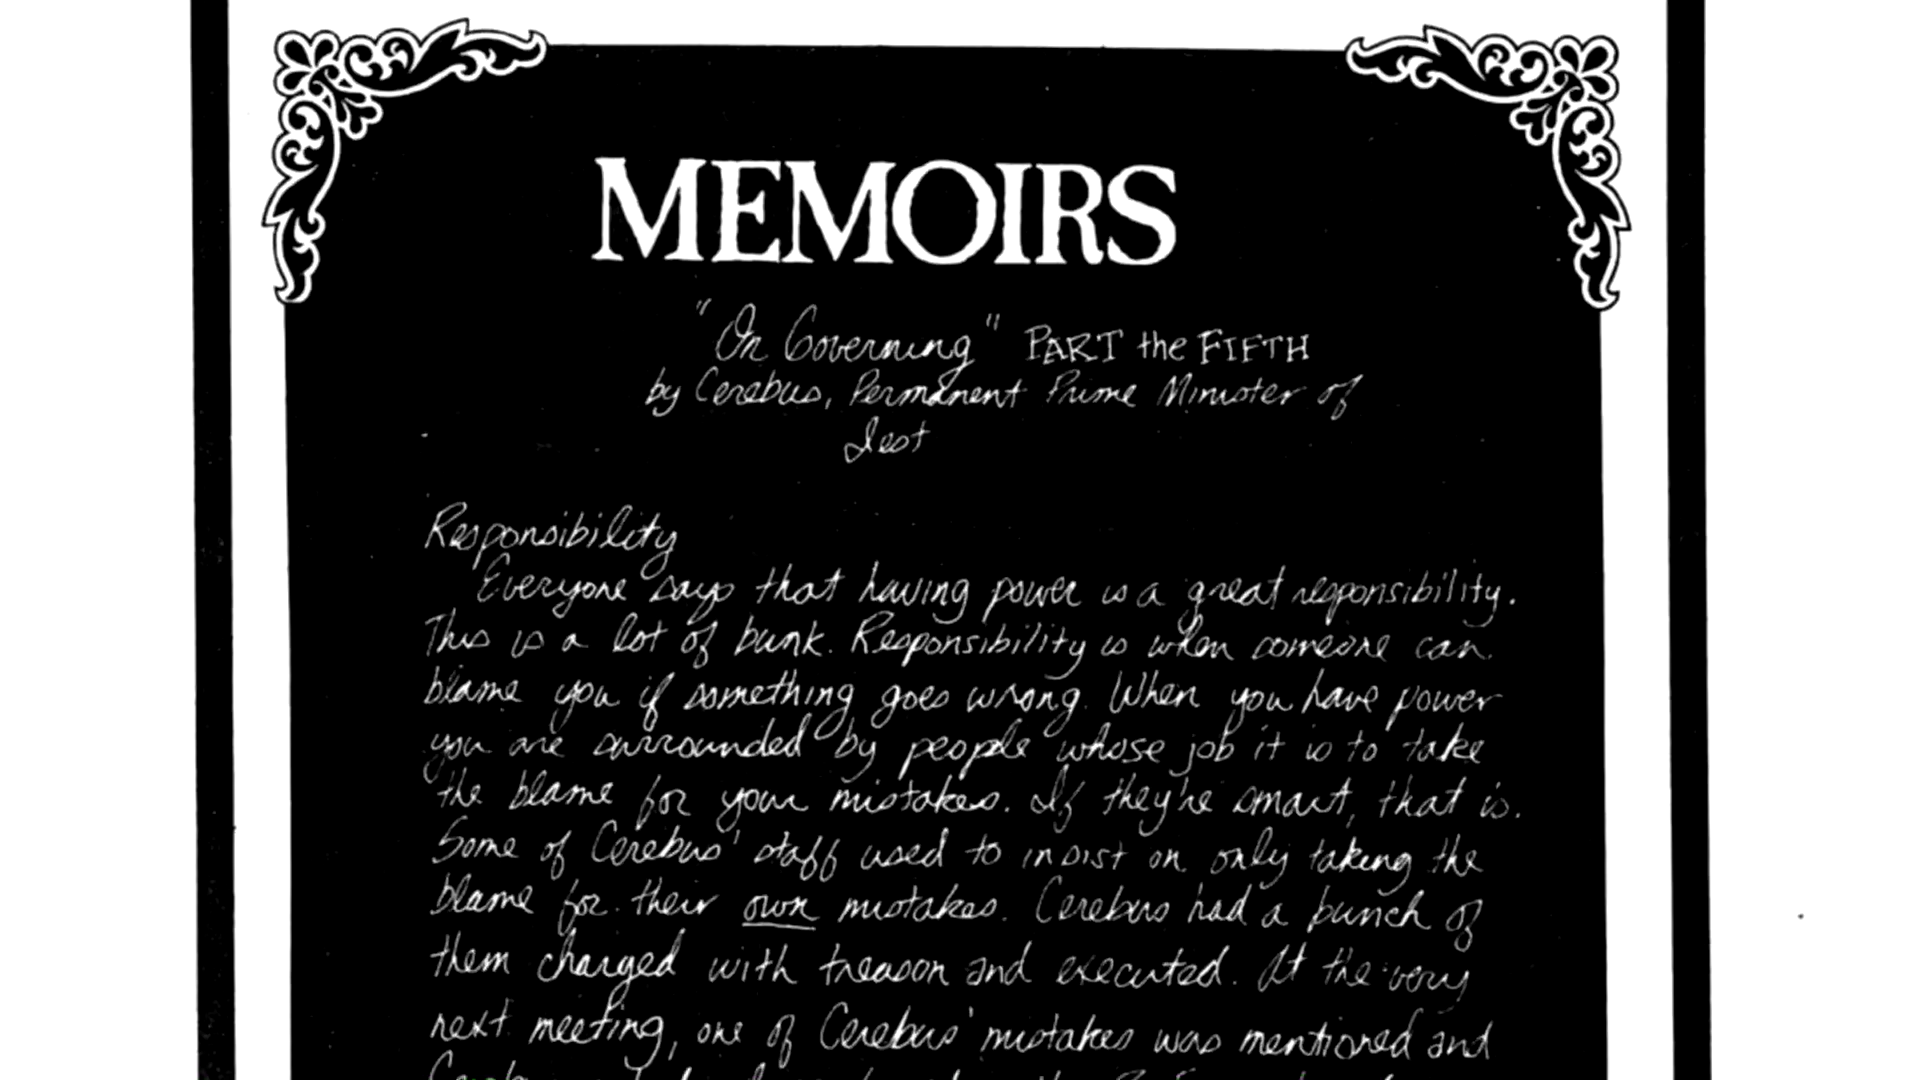 MEMOIRS
"On Governing" PART the FIFTH
by Cerebus, Permanent Prime Minister of
Iest
Responsibility
Everyone says that having power is a great responsibility.
This is a lot of bunk. Responsibility is when someone can
blame you if something goes wrong. When you have power
you are surrounded by people whose job it is to take
the blame for your mistakes. If they're smart, that is.
Some of Cerebus' staff used to insist on only taking the
blame for their own mistakes. Cerebus had a bunch of
them charged with treason and executed. At the very
next meeting, one of Cerebus' mistakes was mentioned and